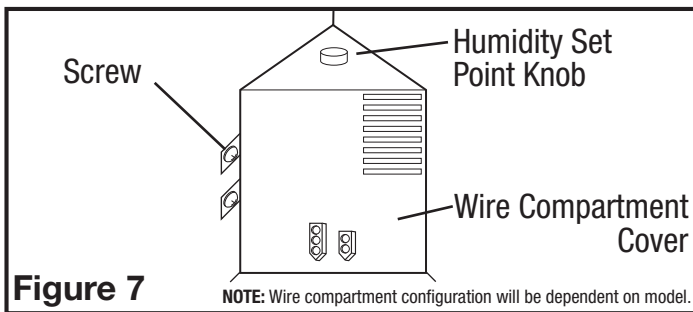 Humidity Set
Point Knob
Screw
Wire Compartment
Cover
Figure 7
NOTE: Wire compartment configuration will be dependent on model.